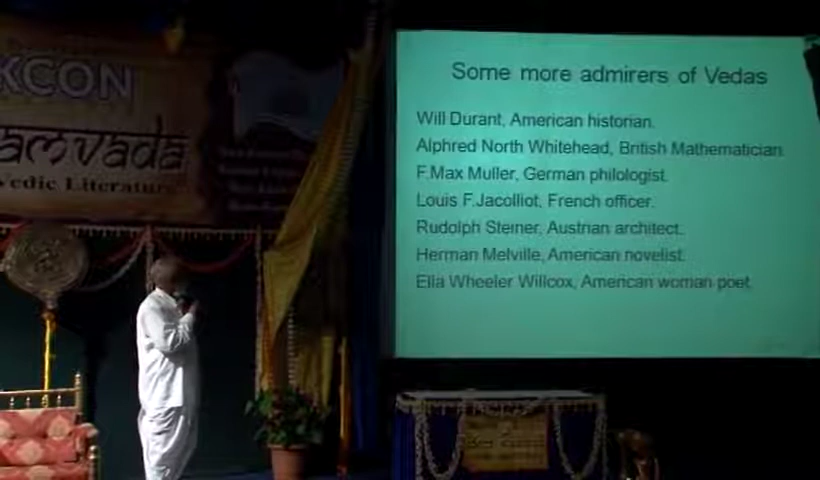 KCON
amvada
edic Literature
Some more admirers of Vedas
Will Durant, American historian.
Alphred North Whitehead, British Mathematician.
F.Max Muller, German philologist.
Louis F.Jacolliot, French officer.
Rudolph Steiner, Austrian architect.
Herman Melville, American novelist.
Ella Wheeler Willcox, American woman poet.